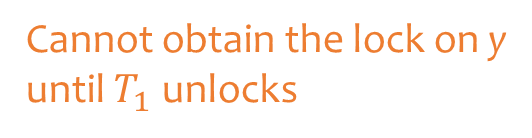 Cannot obtain the lock on y
until T₁ unlocks